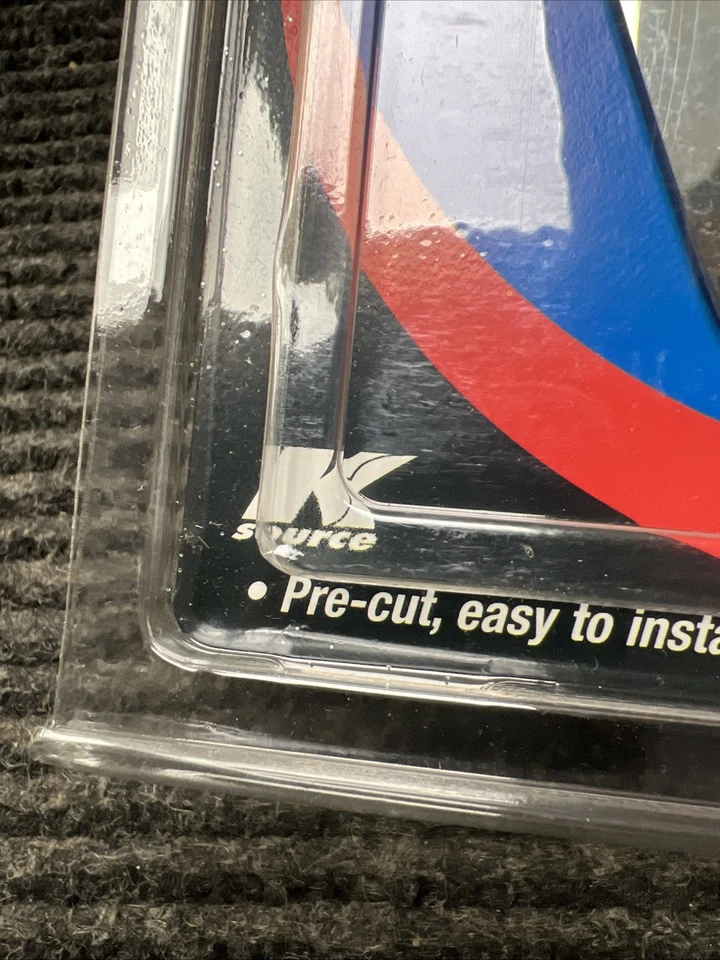 K
source
• Pre-cut, easy to insta